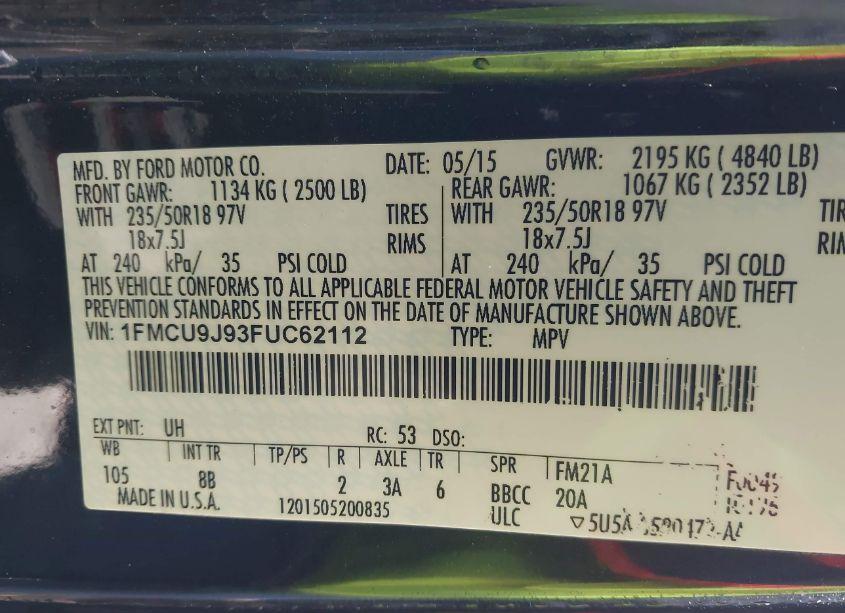 MFD. BY FORD MOTOR CO. DATE: 05/15 GVWR: 2195 KG ( 4840 LB)
FRONT GAWR: 1134 KG ( 2500 LB) REAR GAWR: 1067 KG ( 2352 LB)
WITH 235/50R18 97V TIRES WITH 235/50R18 97V
18x7.5J RIMS 18x7.5J
AT 240 kPa/ 35 PSI COLD AT 240 kPa/ 35 PSI COLD
THIS VEHICLE CONFORMS TO ALL APPLICABLE FEDERAL MOTOR VEHICLE SAFETY AND THEFT
PREVENTION STANDARDS IN EFFECT ON THE DATE OF MANUFACTURE SHOWN ABOVE.
VIN: 1FMCU9J93FUC62112 TYPE: MPV
EXT PNT: UH RC: 53 DSO:
WB INT TR TP/PS R AXLE TR SPR FM21A
105 8B 2 3A 6 BBCC 20A
MADE IN U.S.A. 1201505200835 ULC